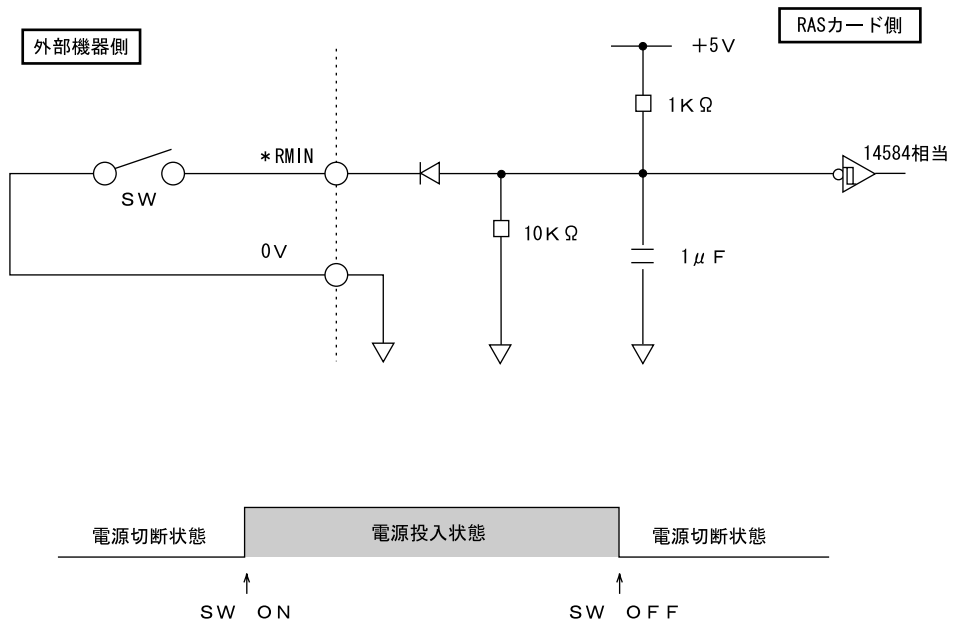 外部機器側
RASカード側
+5V
1KΩ
*RMIN
14584相当
SW
10KΩ
0V
1μF
電源切断状態
電源投入状態
電源切断状態
SW ON
SW OFF